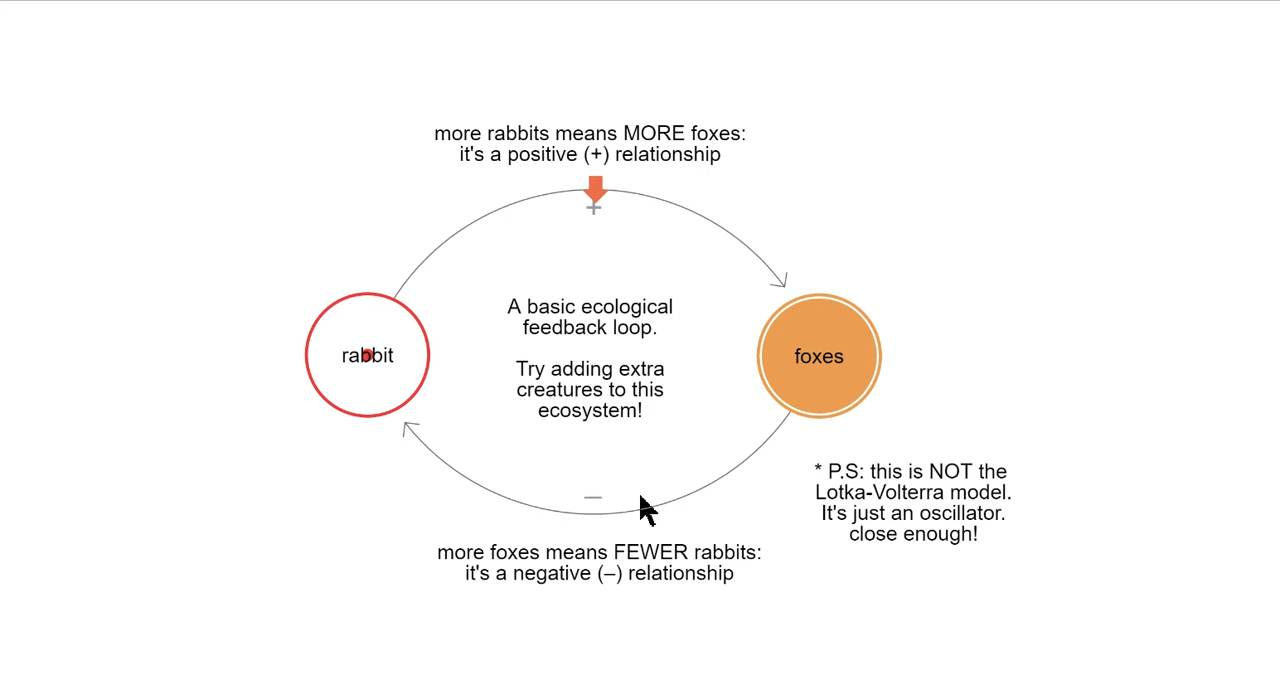 more rabbits means MORE foxes:
it's a positive (+) relationship
+
rabbit
A basic ecological
feedback loop.
Try adding extra
creatures to this
ecosystem!
foxes
–
* P.S: this is NOT the
Lotka-Volterra model.
It's just an oscillator.
close enough!
more foxes means FEWER rabbits:
it's a negative (–) relationship